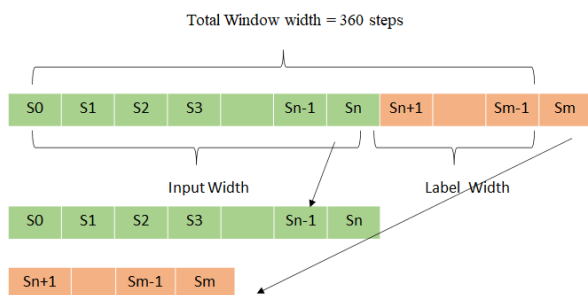 Total Window width = 360 steps
S0 S1 S2 S3 Sn-1 Sn Sn+1 Sm-1 Sm
Input Width Label Width
S0 S1 S2 S3 Sn-1 Sn
Sn+1 Sm-1 Sm